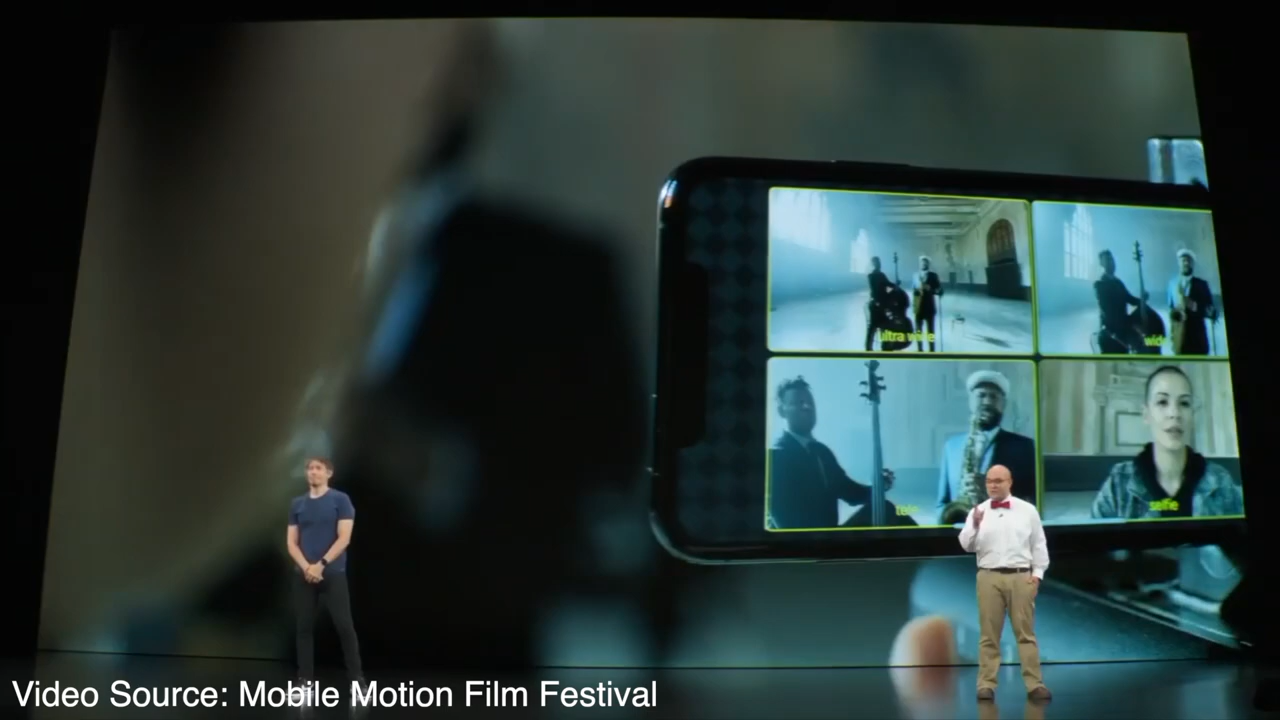 ultra wide
wide
tele
selfie
Video Source: Mobile Motion Film Festival